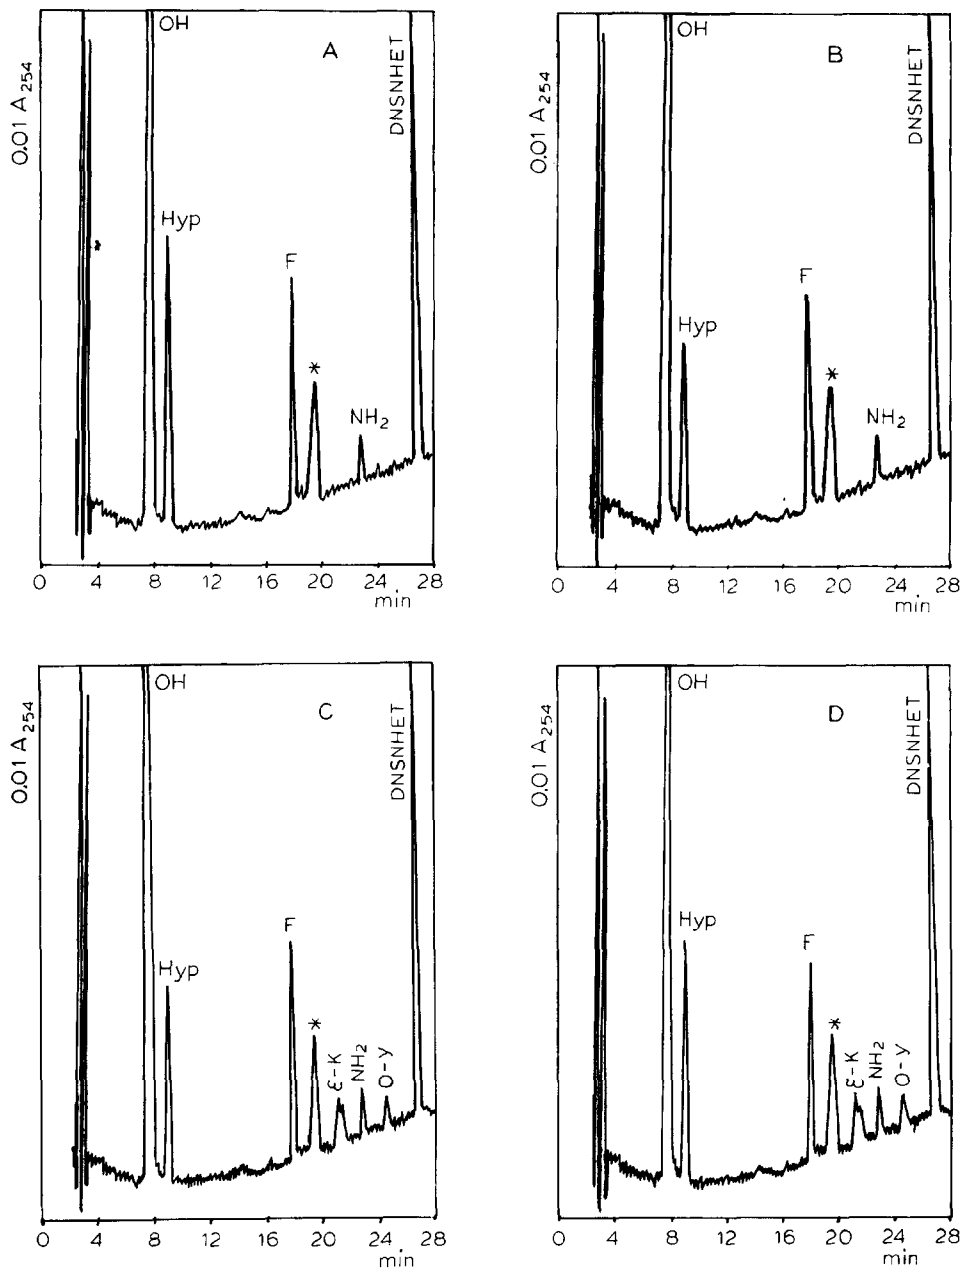 A
0.01 A254
OH
Hyp
F
*
NH2
DNSNHET
0 4 8 12 16 20 24 28
min
B
0.01 A254
OH
Hyp
F
*
NH2
DNSNHET
0 4 8 12 16 20 24 28
min
C
0.01 A254
OH
Hyp
F
*
ε-K
NH2
O-y
DNSNHET
0 4 8 12 16 20 24 28
min
D
0.01 A254
OH
Hyp
F
*
ε-K
NH2
O-y
DNSNHET
0 4 8 12 16 20 24 28
min